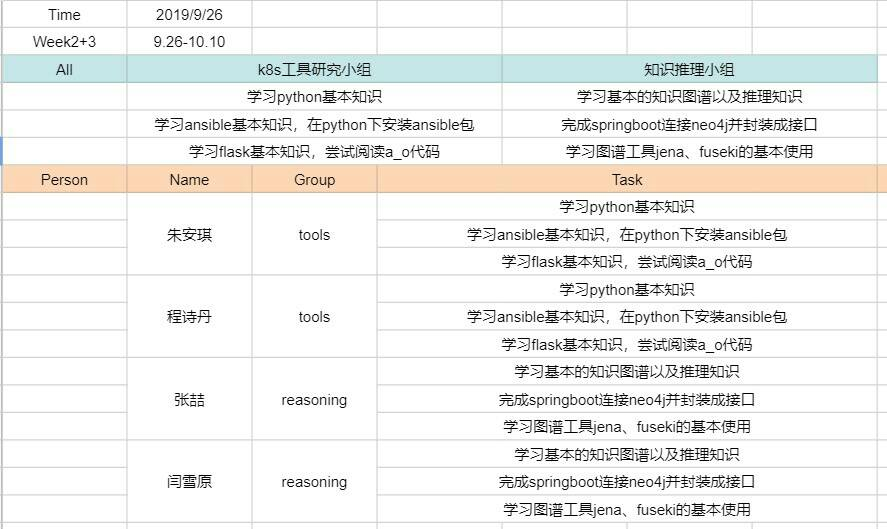 Time 2019/9/26
Week2+3 9.26-10.10
All k8s工具研究小组 知识推理小组
学习python基本知识 学习基本的知识图谱以及推理知识
学习ansible基本知识，在python下安装ansible包 完成springboot连接neo4j并封装成接口
学习flask基本知识，尝试阅读a_o代码 学习图谱工具jena、fuseki的基本使用
Person Name Group Task
学习python基本知识
朱安琪 tools 学习ansible基本知识，在python下安装ansible包
学习flask基本知识，尝试阅读a_o代码
学习python基本知识
程诗丹 tools 学习ansible基本知识，在python下安装ansible包
学习flask基本知识，尝试阅读a_o代码
学习基本的知识图谱以及推理知识
张喆 reasoning 完成springboot连接neo4j并封装成接口
学习图谱工具jena、fuseki的基本使用
学习基本的知识图谱以及推理知识
闫雪原 reasoning 完成springboot连接neo4j并封装成接口
学习图谱工具jena、fuseki的基本使用